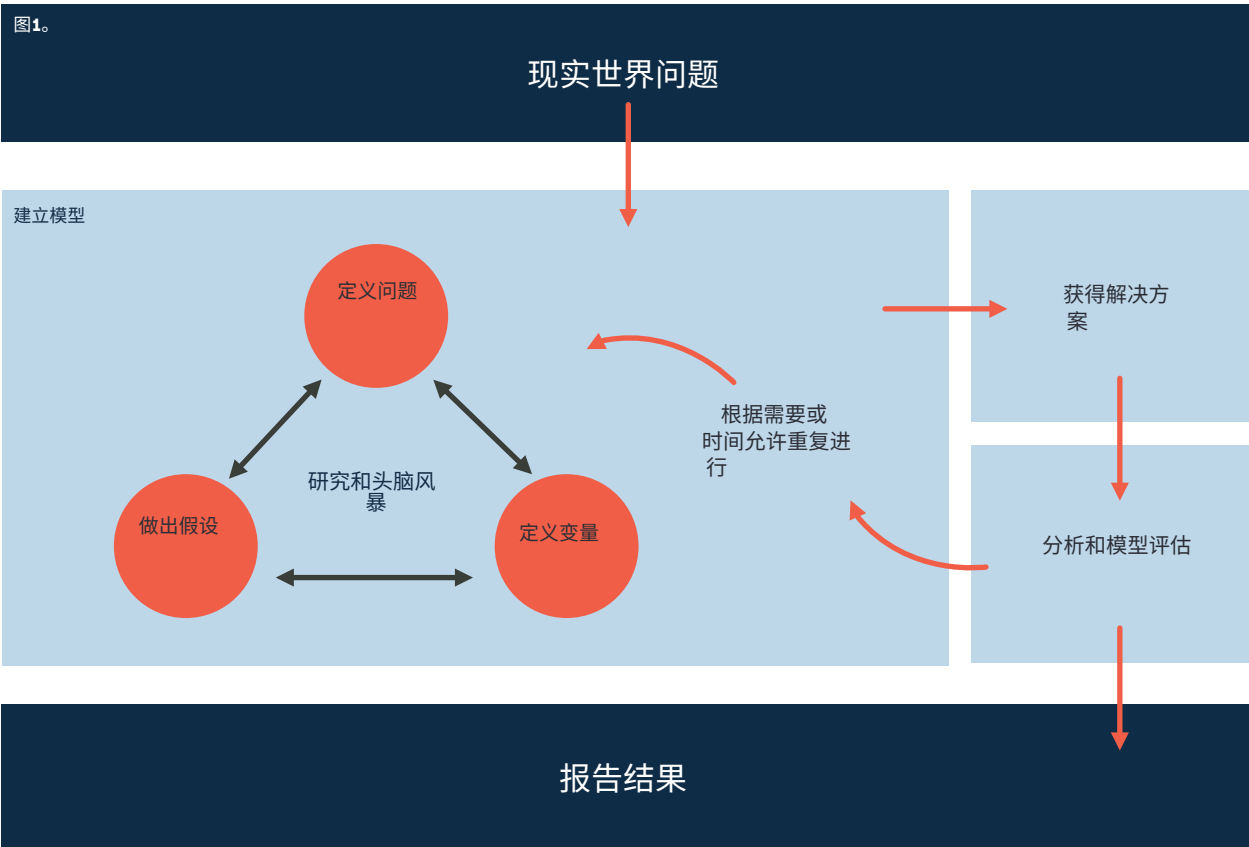 图1。
现实世界问题
建立模型
定义问题
获得解决方
案
根据需要或
时间允许重复进
行
研究和头脑风
暴
做出假设
定义变量
分析和模型评估
报告结果